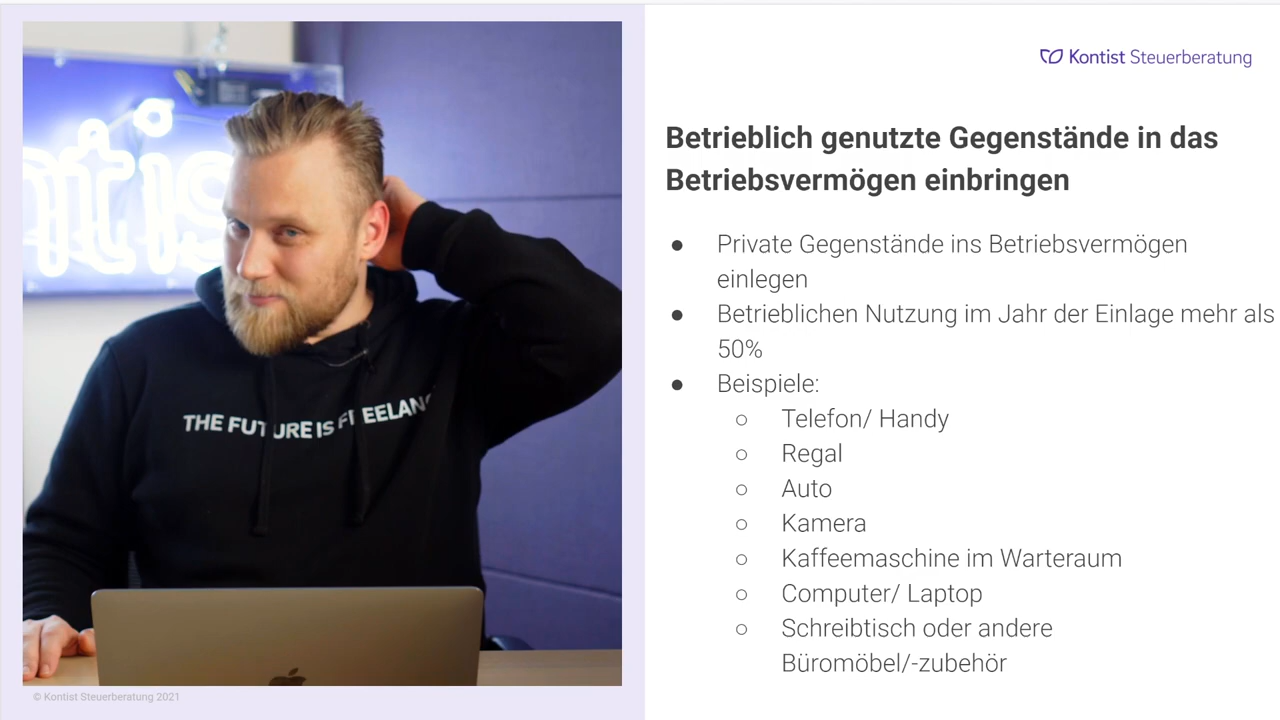 Kontist Steuerberatung
Betrieblich genutzte Gegenstände in das
Betriebsvermögen einbringen
● Private Gegenstände ins Betriebsvermögen
einlegen
● Betrieblichen Nutzung im Jahr der Einlage mehr als
50%
● Beispiele:
○ Telefon/ Handy
○ Regal
○ Auto
○ Kamera
○ Kaffeemaschine im Warteraum
○ Computer/ Laptop
○ Schreibtisch oder andere
Büromöbel/-zubehör
ntis
THE FUTURE IS FREELANC
© Kontist Steuerberatung 2021